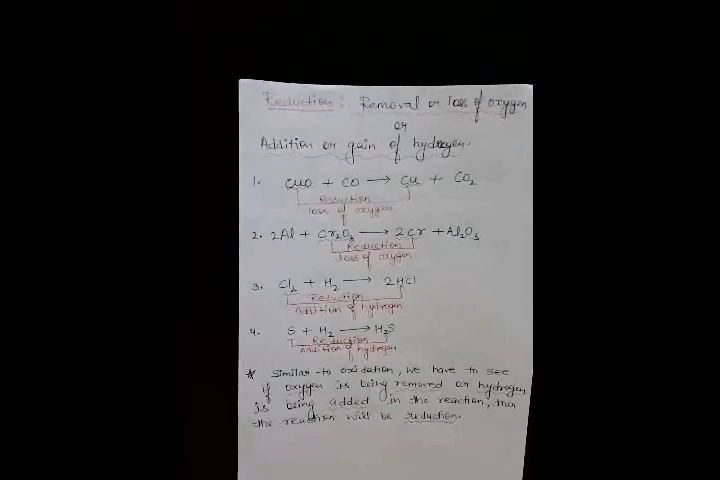 Reduction: Removal or loss of oxygen
or
Addition or gain of hydrogen.
1. CuO + CO → Cu + CO2
Reduction
loss of oxygen
2. 2Al + Cr2O3 → 2Cr + Al2O3
Reduction
loss of oxygen
3. Cl2 + H2 → 2HCl
Reduction
Addition of hydrogen
4. S + H2 → H2S
Reduction
Addition of hydrogen
* Similar to oxidation, we have to see
if oxygen is being removed or hydrogen
is being added in the reaction, then
the reaction will be reduction.